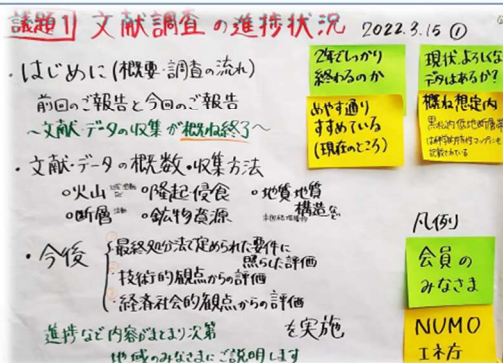 議題1) 文献調査の進捗状況 2022.3.15 ①
・はじめに(概要・調査の流れ)
前回のご報告と今回のご報告
〜文献・データの収集が概ね終了〜
・文献・データの概数・収集方法
○火山 ○隆起・侵食 ○地質・地質構造など
○断層 ○鉱物資源
・今後
最終処分法で定められた要件に照らした評価
技術的観点からの評価
経済社会的観点からの評価
を実施
進捗など内容がまとまり次第
地域のみなさまにご説明します
2年でしっかり
終わるのか
めやす通り
すすめている
(現在のところ)
現状、よろしくな
データはあるか?
概ね想定内
凡例)
会員の
みなさま
NUMO
エネ庁